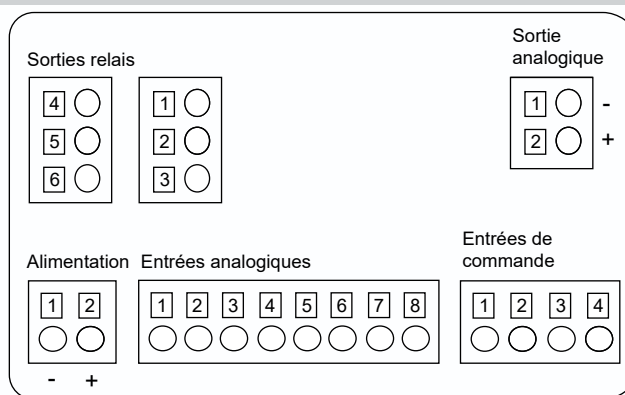 Sorties relais
Sortie
analogique
4 1
5 2
6 3
1 -
2 +
Alimentation
Entrées analogiques
Entrées de
commande
1 2
1 2 3 4 5 6 7 8
1 2 3 4
- +